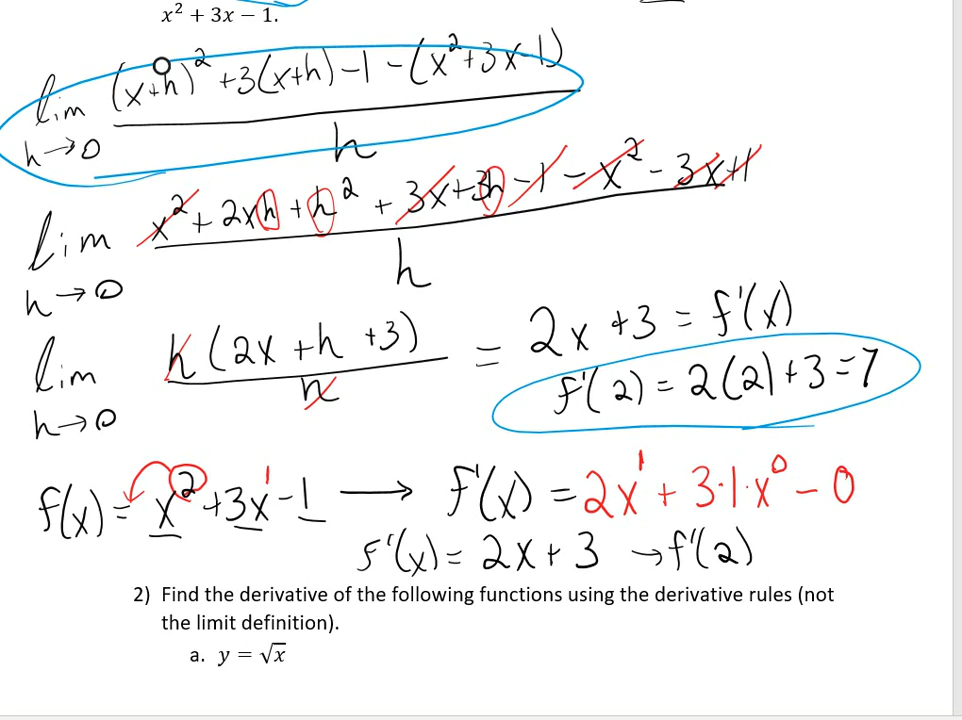 x² + 3x − 1.
lim h→0 (x+h)² +3(x+h)−1 −(x²+3x−1) / h
lim h→0 x² + 2xh + h² + 3x+3h −1 − x² − 3x+1 / h
lim h→0 h(2x +h +3) / h = 2x +3 = f'(x)
f'(2) = 2(2)+3=7
f(x) = x²+3x¹−1 → f'(x) = 2x¹ + 3·1·x⁰ − 0
f'(x) = 2x + 3 → f'(2)
2) Find the derivative of the following functions using the derivative rules (not
the limit definition).
a. y = √x